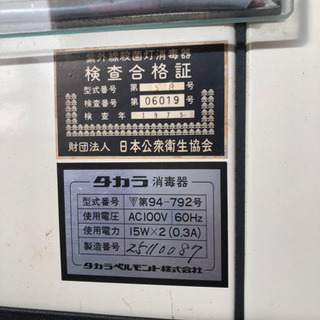 紫外線殺菌灯消毒器
検査合格証
型式番号 第 号
検査番号 第 06019 号
検査年 1975
財団法人 日本公衆衛生協会
タカラ 消毒器
型式番号 第94-792号
使用電圧 AC100V 60Hz
使用電力 15W×2(0.3A)
製造番号 25110087
タカラベルモント株式会社